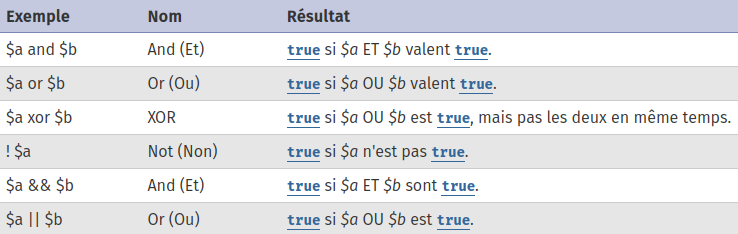 Exemple Nom Résultat
$a and $b And (Et) true si $a ET $b valent true.
$a or $b Or (Ou) true si $a OU $b valent true.
$a xor $b XOR true si $a OU $b est true, mais pas les deux en même temps.
! $a Not (Non) true si $a n'est pas true.
$a && $b And (Et) true si $a ET $b sont true.
$a || $b Or (Ou) true si $a OU $b est true.